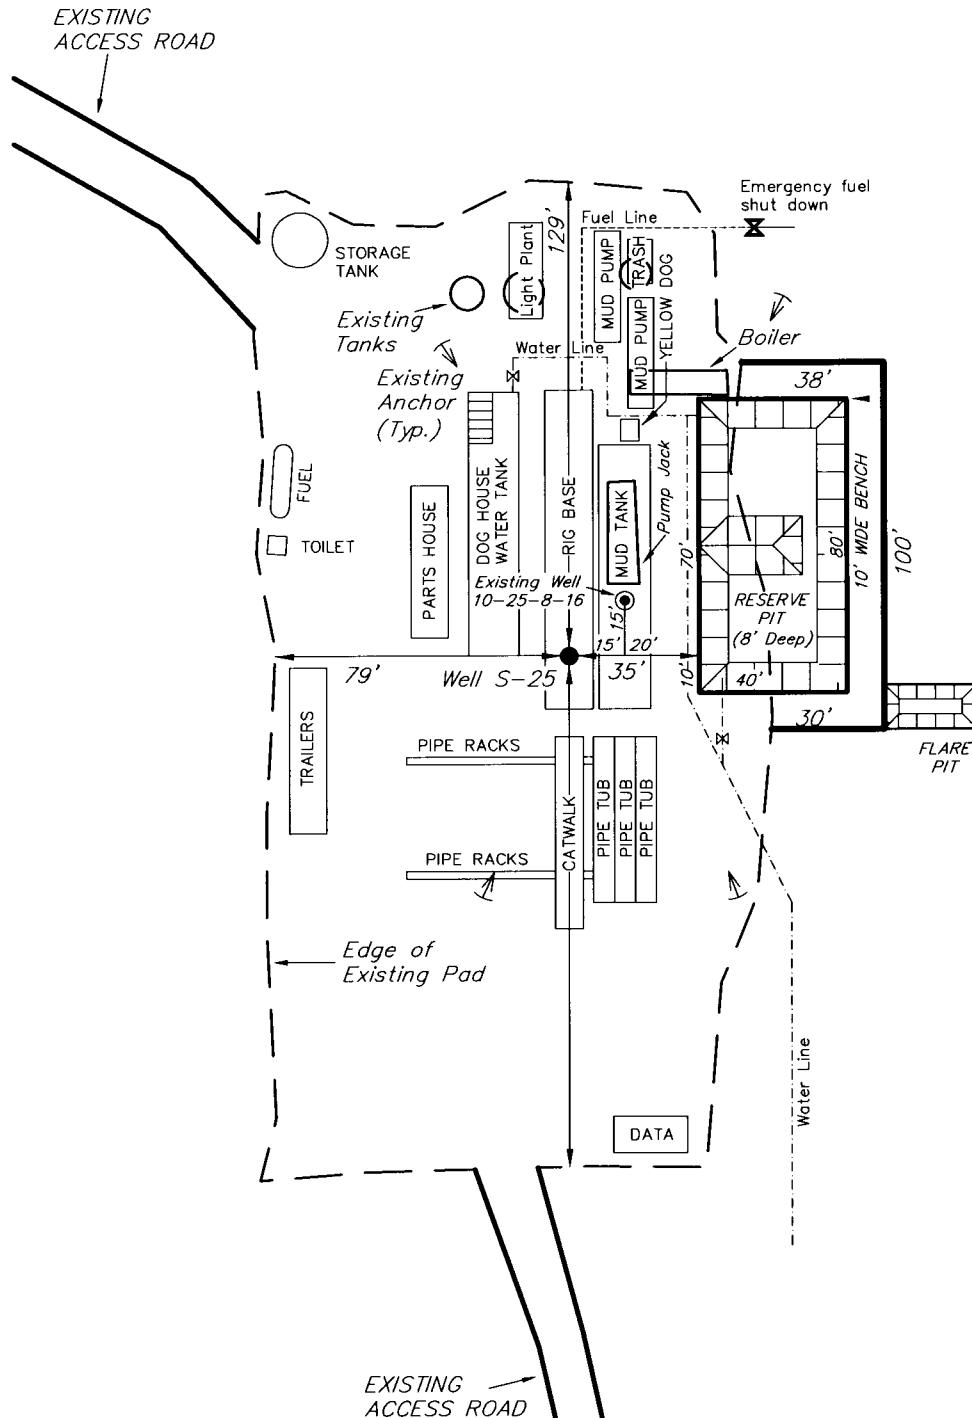 EXISTING
ACCESS ROAD
Emergency fuel
shut down
Fuel Line
129'
STORAGE
TANK
Light Plant
MUD PUMP
TRASH
YELLOW DOG
MUD PUMP
Existing
Tanks
Water Line
Boiler
Existing
Anchor
(Typ.)
38'
FUEL
TOILET
PARTS HOUSE
DOG HOUSE
WATER TANK
RIG BASE
MUD TANK
Pump Jack
70'
80'
10' WIDE BENCH
100'
Existing Well
10-25-8-16
15'
RESERVE
PIT
(8' Deep)
79'
Well S-25
15'
20'
35'
10'
40'
30'
FLARE
PIT
TRAILERS
PIPE RACKS
CATWALK
PIPE TUB
PIPE TUB
PIPE TUB
PIPE RACKS
Edge of
Existing Pad
Water Line
DATA
EXISTING
ACCESS ROAD